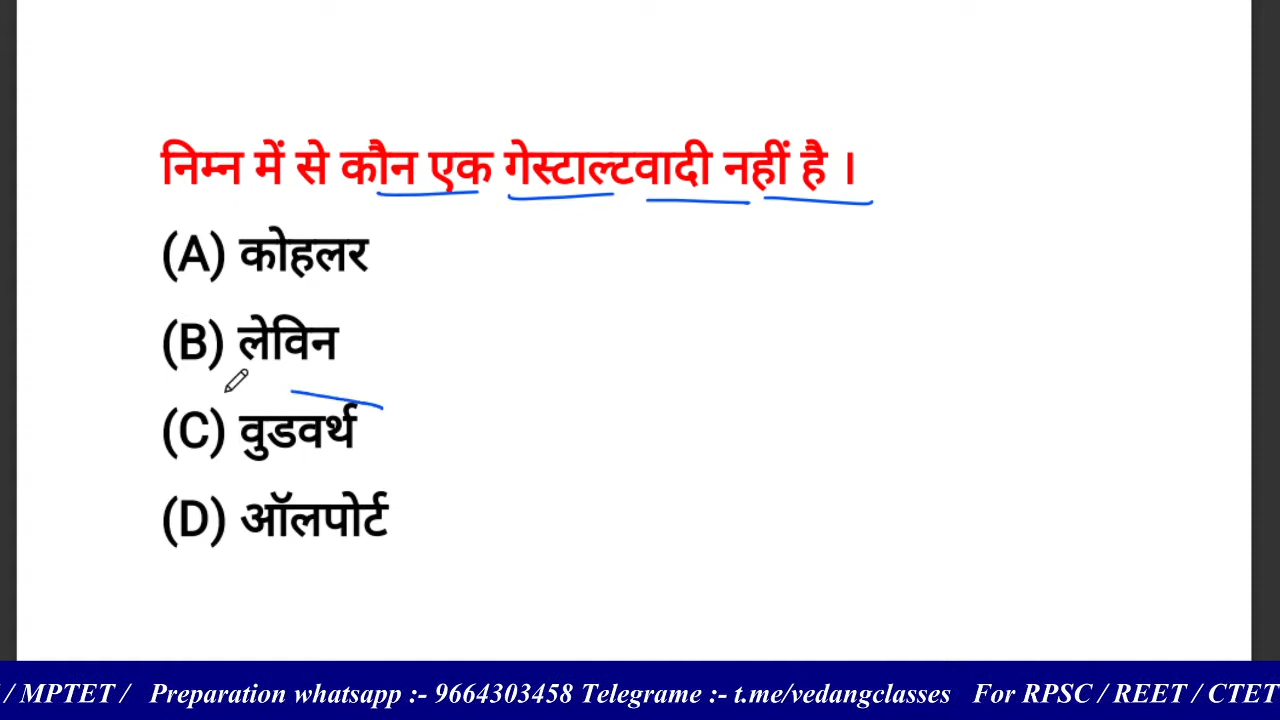 निम्न में से कौन एक गेस्टाल्टवादी नहीं है ।
(A) कोहलर
(B) लेविन
(C) वुडवर्थ
(D) ऑलपोर्ट
/ MPTET / Preparation whatsapp :- 9664303458 Telegrame :- t.me/vedangclasses For RPSC / REET / CTET